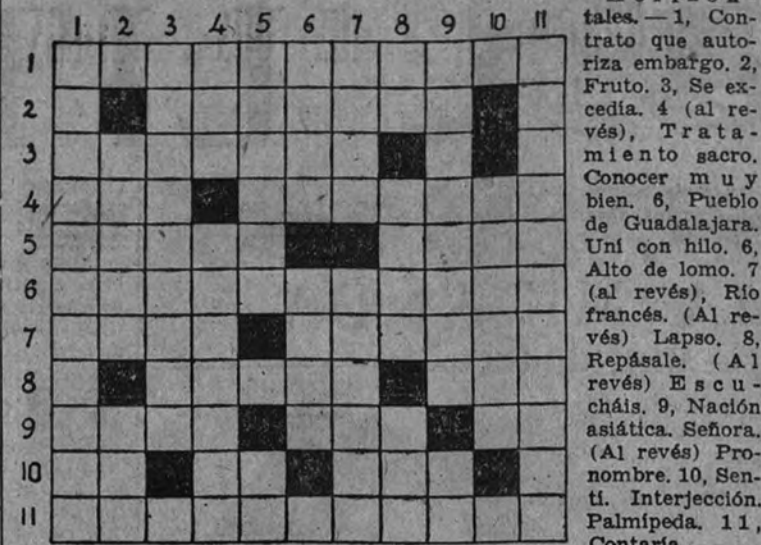 1 2 3 4 5 6 7 8 9 10 11
1
2
3
4
5
6
7
8
9
10
11
tales. — 1, Con-
trato que auto-
riza embargo. 2,
Fruto. 3, Se ex-
cedía. 4 (al re-
vés), Trata-
miento sacro.
Conocer muy
bien. 6, Pueblo
de Guadalajara.
Uní con hilo. 6,
Alto de lomo. 7
(al revés), Río
francés. (Al re-
vés) Lapso. 8,
Repásale. (Al
revés) Escu-
cháis. 9, Nación
asiática. Señora.
(Al revés) Pro-
nombre. 10, Sen-
tí. Interjección.
Palmípeda. 11,